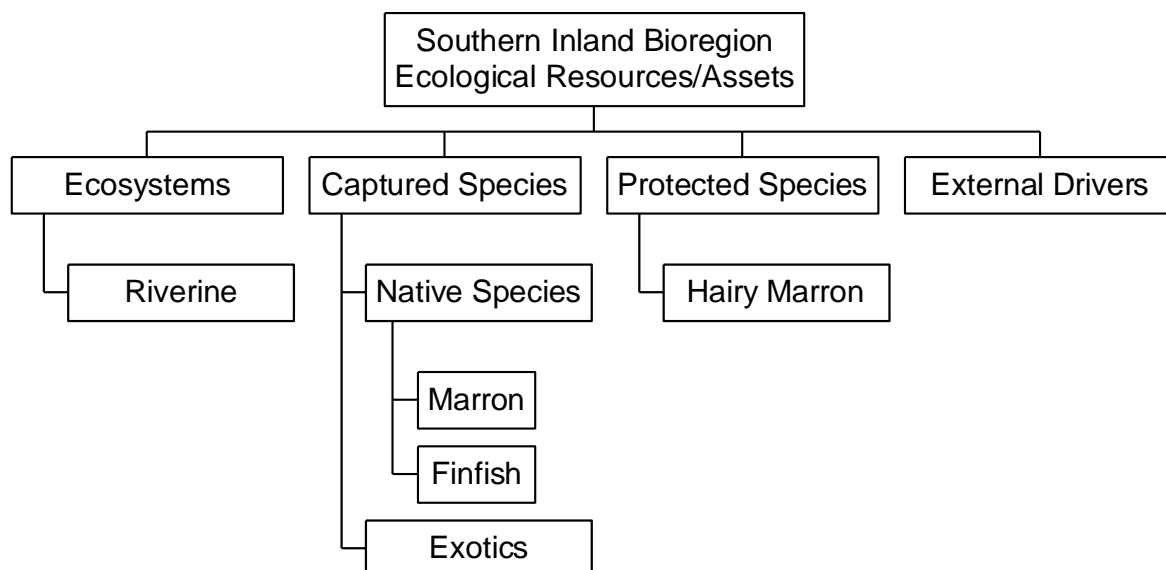 Southern Inland Bioregion
Ecological Resources/Assets
Ecosystems
Captured Species
Protected Species
External Drivers
Riverine
Native Species
Hairy Marron
Marron
Finfish
Exotics